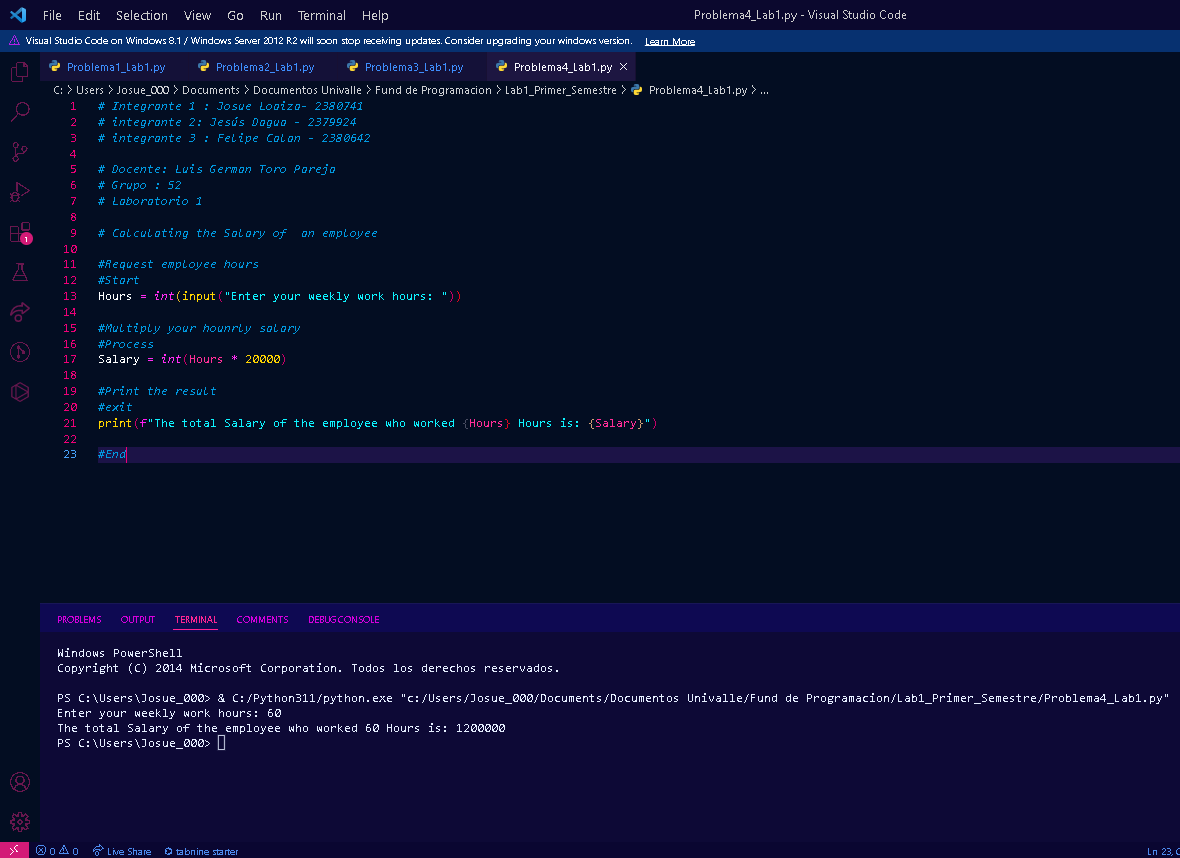 File Edit Selection View Go Run Terminal Help Problema4_Lab1.py - Visual Studio Code
Visual Studio Code on Windows 8.1 / Windows Server 2012 R2 will soon stop receiving updates. Consider upgrading your windows version. Learn More
Problema1_Lab1.py Problema2_Lab1.py Problema3_Lab1.py Problema4_Lab1.py
C: > Users > Josue_000 > Documents > Documentos Univalle > Fund de Programacion > Lab1_Primer_Semestre > Problema4_Lab1.py > ...
1 # Integrante 1 : Josue Loaiza- 2380741
2 # integrante 2: Jesús Dagua - 2379924
3 # integrante 3 : Felipe Calan - 2380642
4
5 # Docente: Luis German Toro Pareja
6 # Grupo : 52
7 # Laboratorio 1
8
9 # Calculating the Salary of  an employee
10
11 #Request employee hours
12 #Start
13 Hours = int(input("Enter your weekly work hours: "))
14
15 #Multiply your hounrly salary
16 #Process
17 Salary = int(Hours * 20000)
18
19 #Print the result
20 #exit
21 print(f"The total Salary of the employee who worked {Hours} Hours is: {Salary}")
22
23 #End
1
PROBLEMS OUTPUT TERMINAL COMMENTS DEBUG CONSOLE
Windows PowerShell
Copyright (C) 2014 Microsoft Corporation. Todos los derechos reservados.
PS C:\Users\Josue_000> & C:/Python311/python.exe "c:/Users/Josue_000/Documents/Documentos Univalle/Fund de Programacion/Lab1_Primer_Semestre/Problema4_Lab1.py"
Enter your weekly work hours: 60
The total Salary of the employee who worked 60 Hours is: 1200000
PS C:\Users\Josue_000>
0 0 Live Share tabnine starter Ln 23,